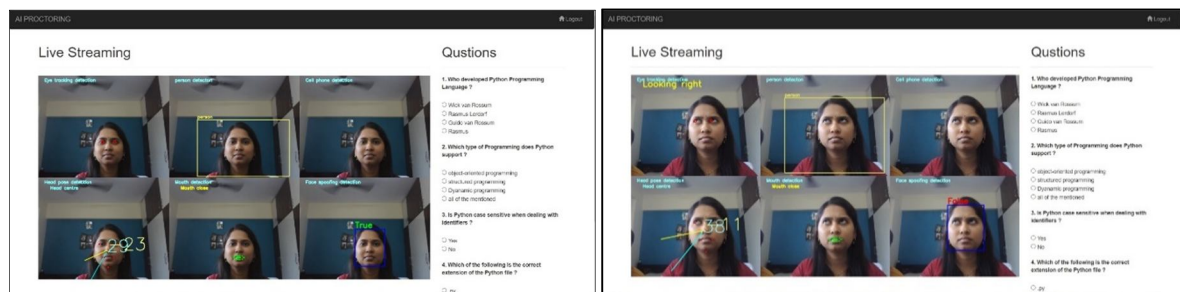 AI PROCTORING
Logout
Live Streaming
Qustions
Eye tracking detection
person detection
Cell phone detection
person
Head pose detection
Head centre
Mouth detection
Mouth close
Face spoofing detection
True
2923
1. Who developed Python Programming
Language ?
Wick van Rossum
Rasmus Lerdorf
Guido van Rossum
Rasmus
2. Which type of Programming does Python
support ?
object-oriented programming
structured programming
Dyanamic programming
all of the mentioned
3. Is Python case sensitive when dealing with
identifiers ?
Yes
No
4. Which of the following is the correct
extension of the Python file ?
.py
AI PROCTORING
Logout
Live Streaming
Qustions
Eye tracking detection
Looking right
person detection
Cell phone detection
person
Head pose detection
Head centre
Mouth detection
Mouth close
Face spoofing detection
3811
1. Who developed Python Programming
Language ?
Wick van Rossum
Rasmus Lerdorf
Guido van Rossum
Rasmus
2. Which type of Programming does Python
support ?
object-oriented programming
structured programming
Dyanamic programming
all of the mentioned
3. Is Python case sensitive when dealing with
identifiers ?
Yes
No
4. Which of the following is the correct
extension of the Python file ?
.py